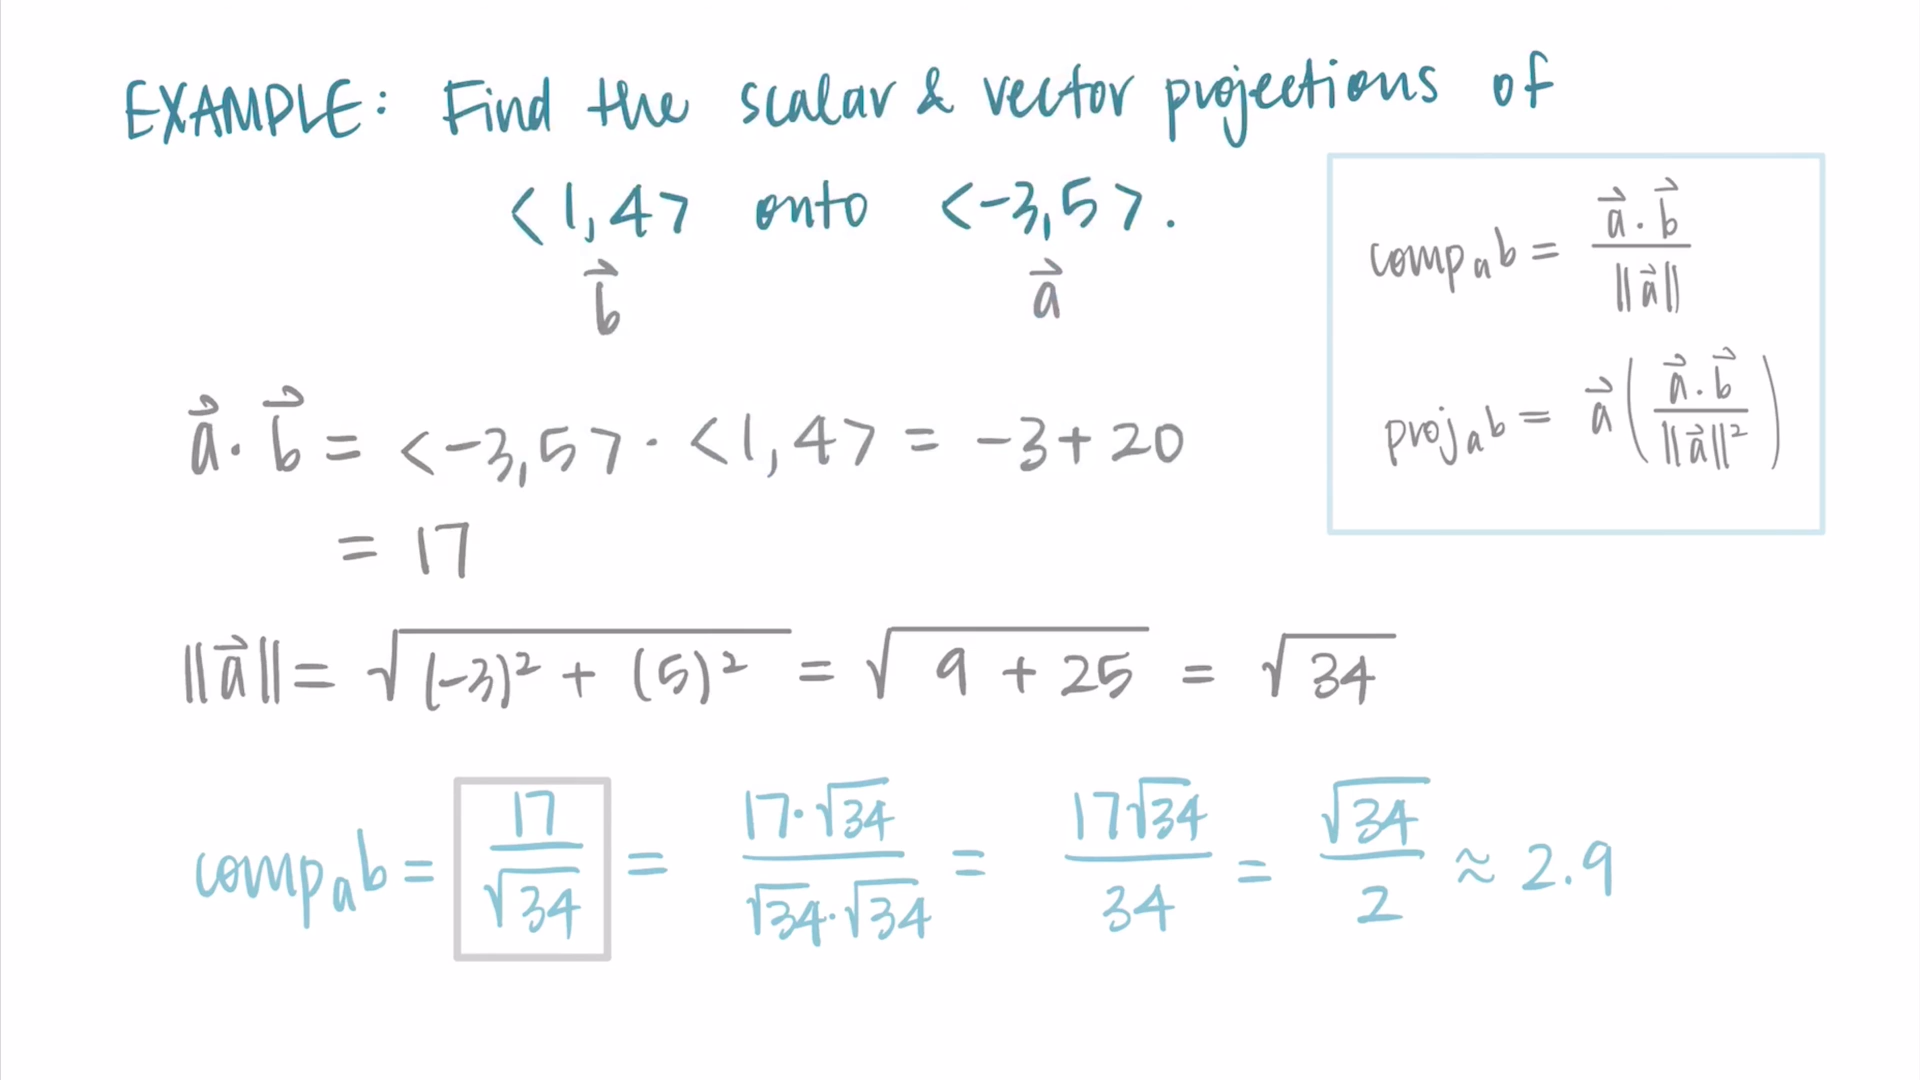 EXAMPLE: Find the scalar & vector projections of
<1,4> onto <-3,5>.
b⃗ a⃗
comp_a b = (a⃗ · b⃗) / ||a⃗||
proj_a b = a⃗ ( (a⃗ · b⃗) / ||a⃗||² )
a⃗ · b⃗ = <-3,5> · <1,4> = -3 + 20
= 17
||a⃗|| = √((-3)² + (5)²) = √(9 + 25) = √34
comp_a b = 17/√34 = (17·√34)/(√34·√34) = 17√34/34 = √34/2 ≈ 2.9